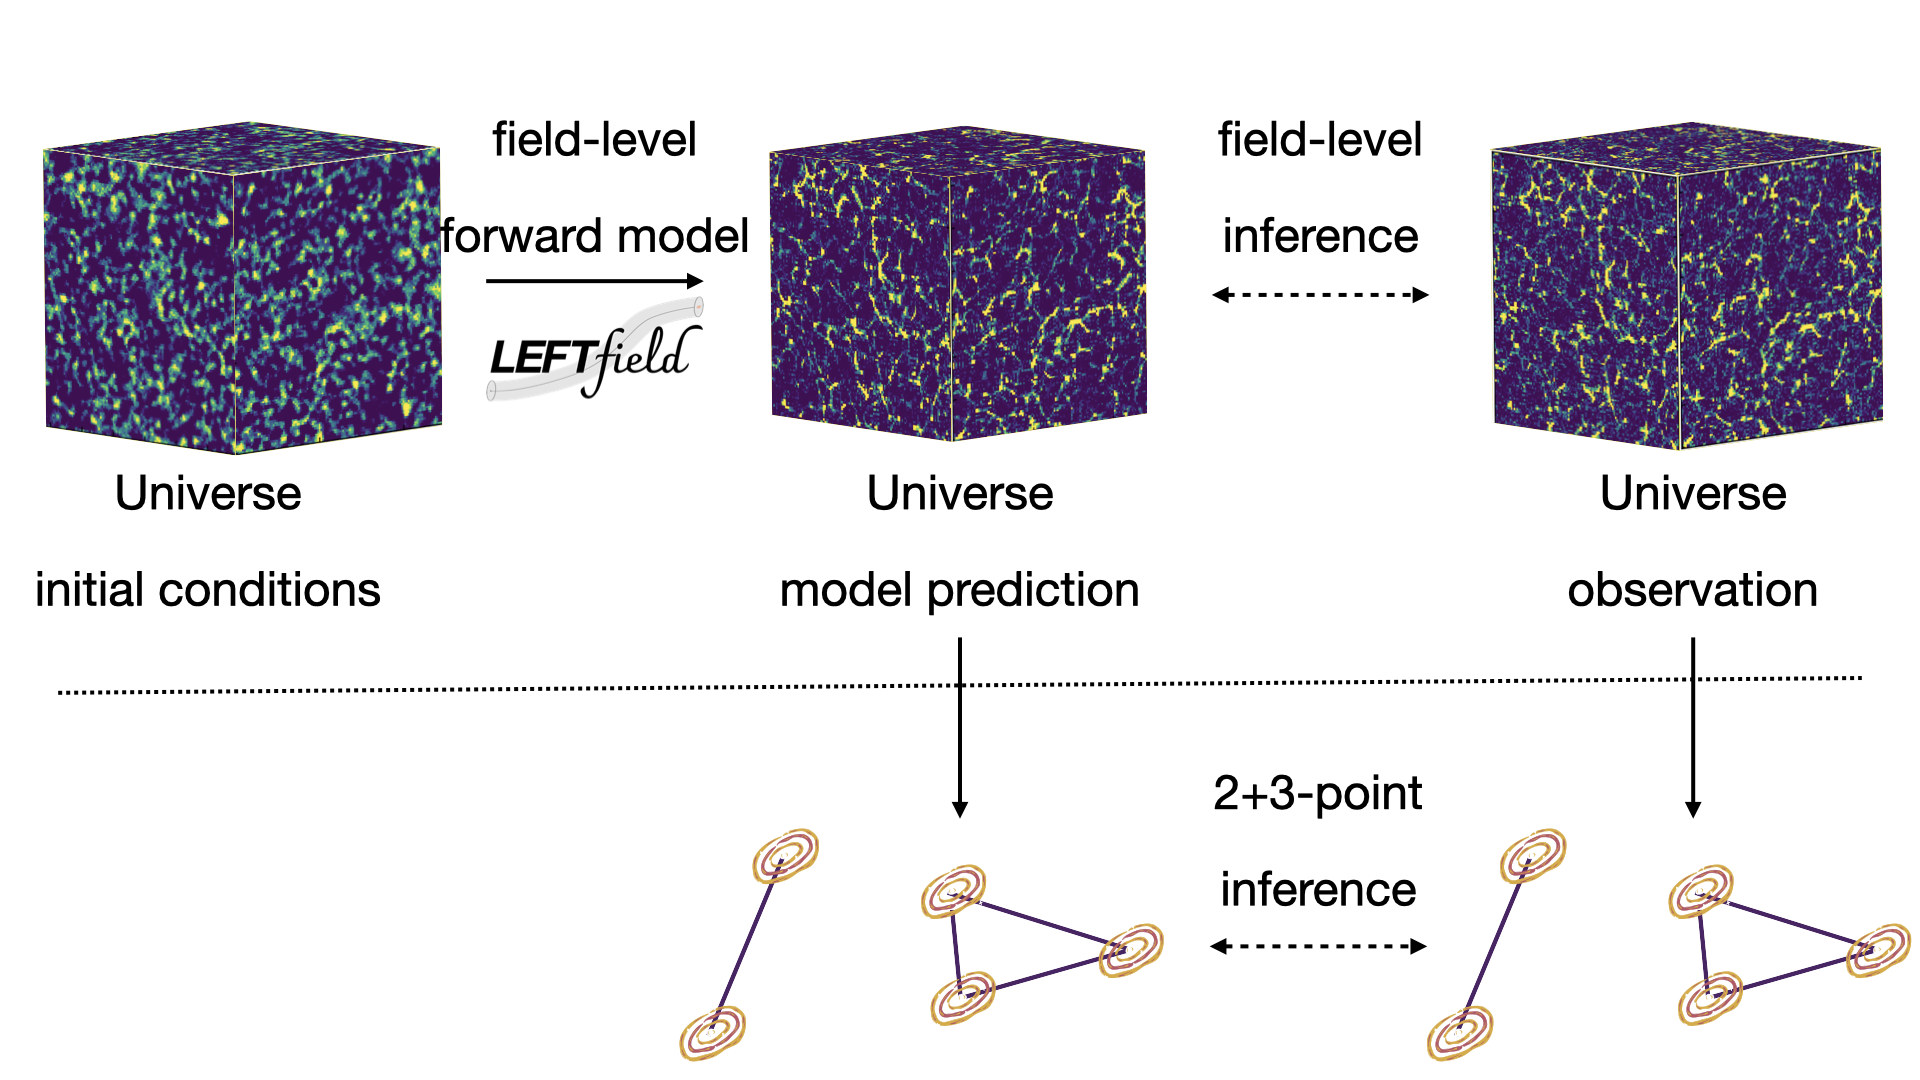 field-level
forward model
LEFTfield
field-level
inference
Universe
initial conditions
Universe
model prediction
Universe
observation
2+3-point
inference